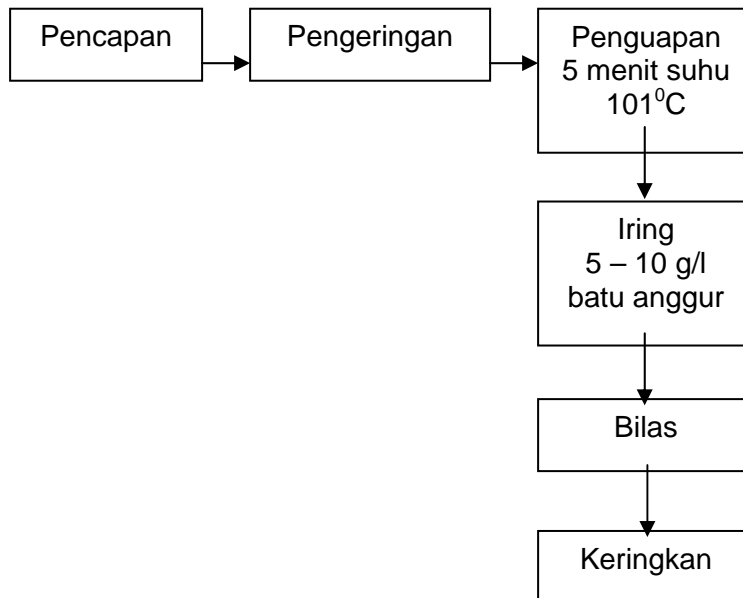 Pencapan
Pengeringan
Penguapan
5 menit suhu
101⁰C
Iring
5 – 10 g/l
batu anggur
Bilas
Keringkan